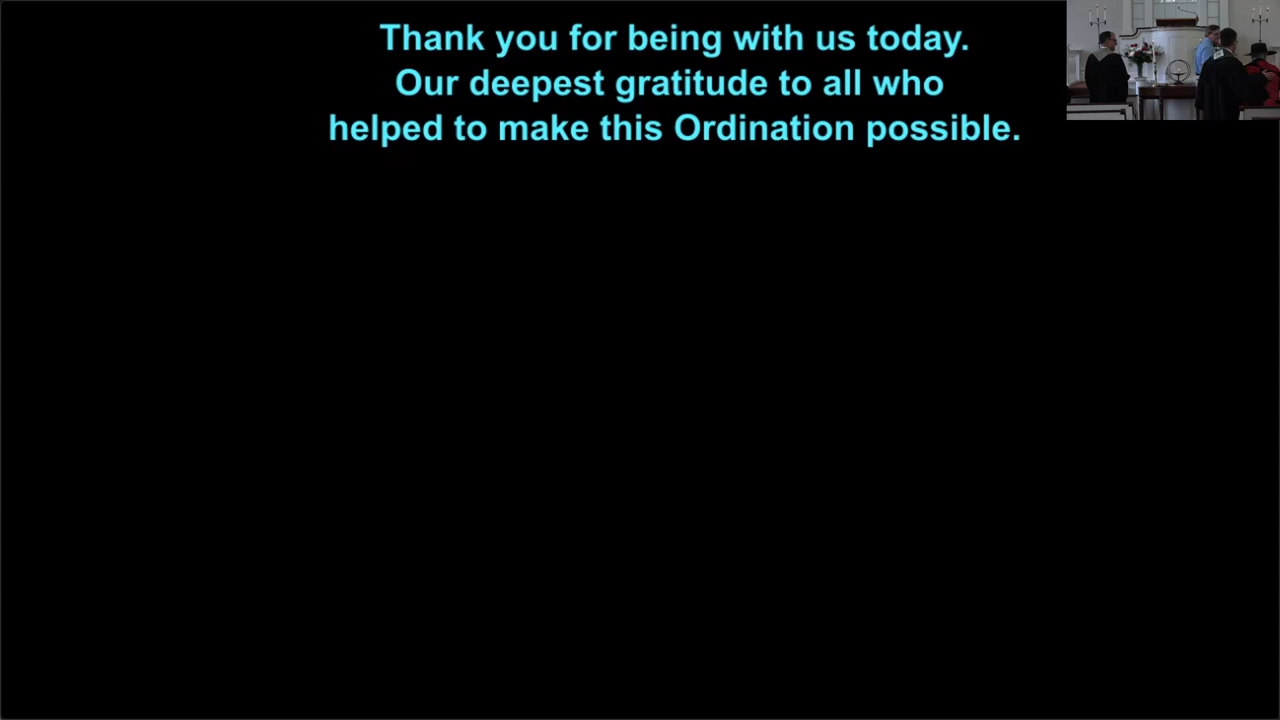 Thank you for being with us today.
Our deepest gratitude to all who
helped to make this Ordination possible.